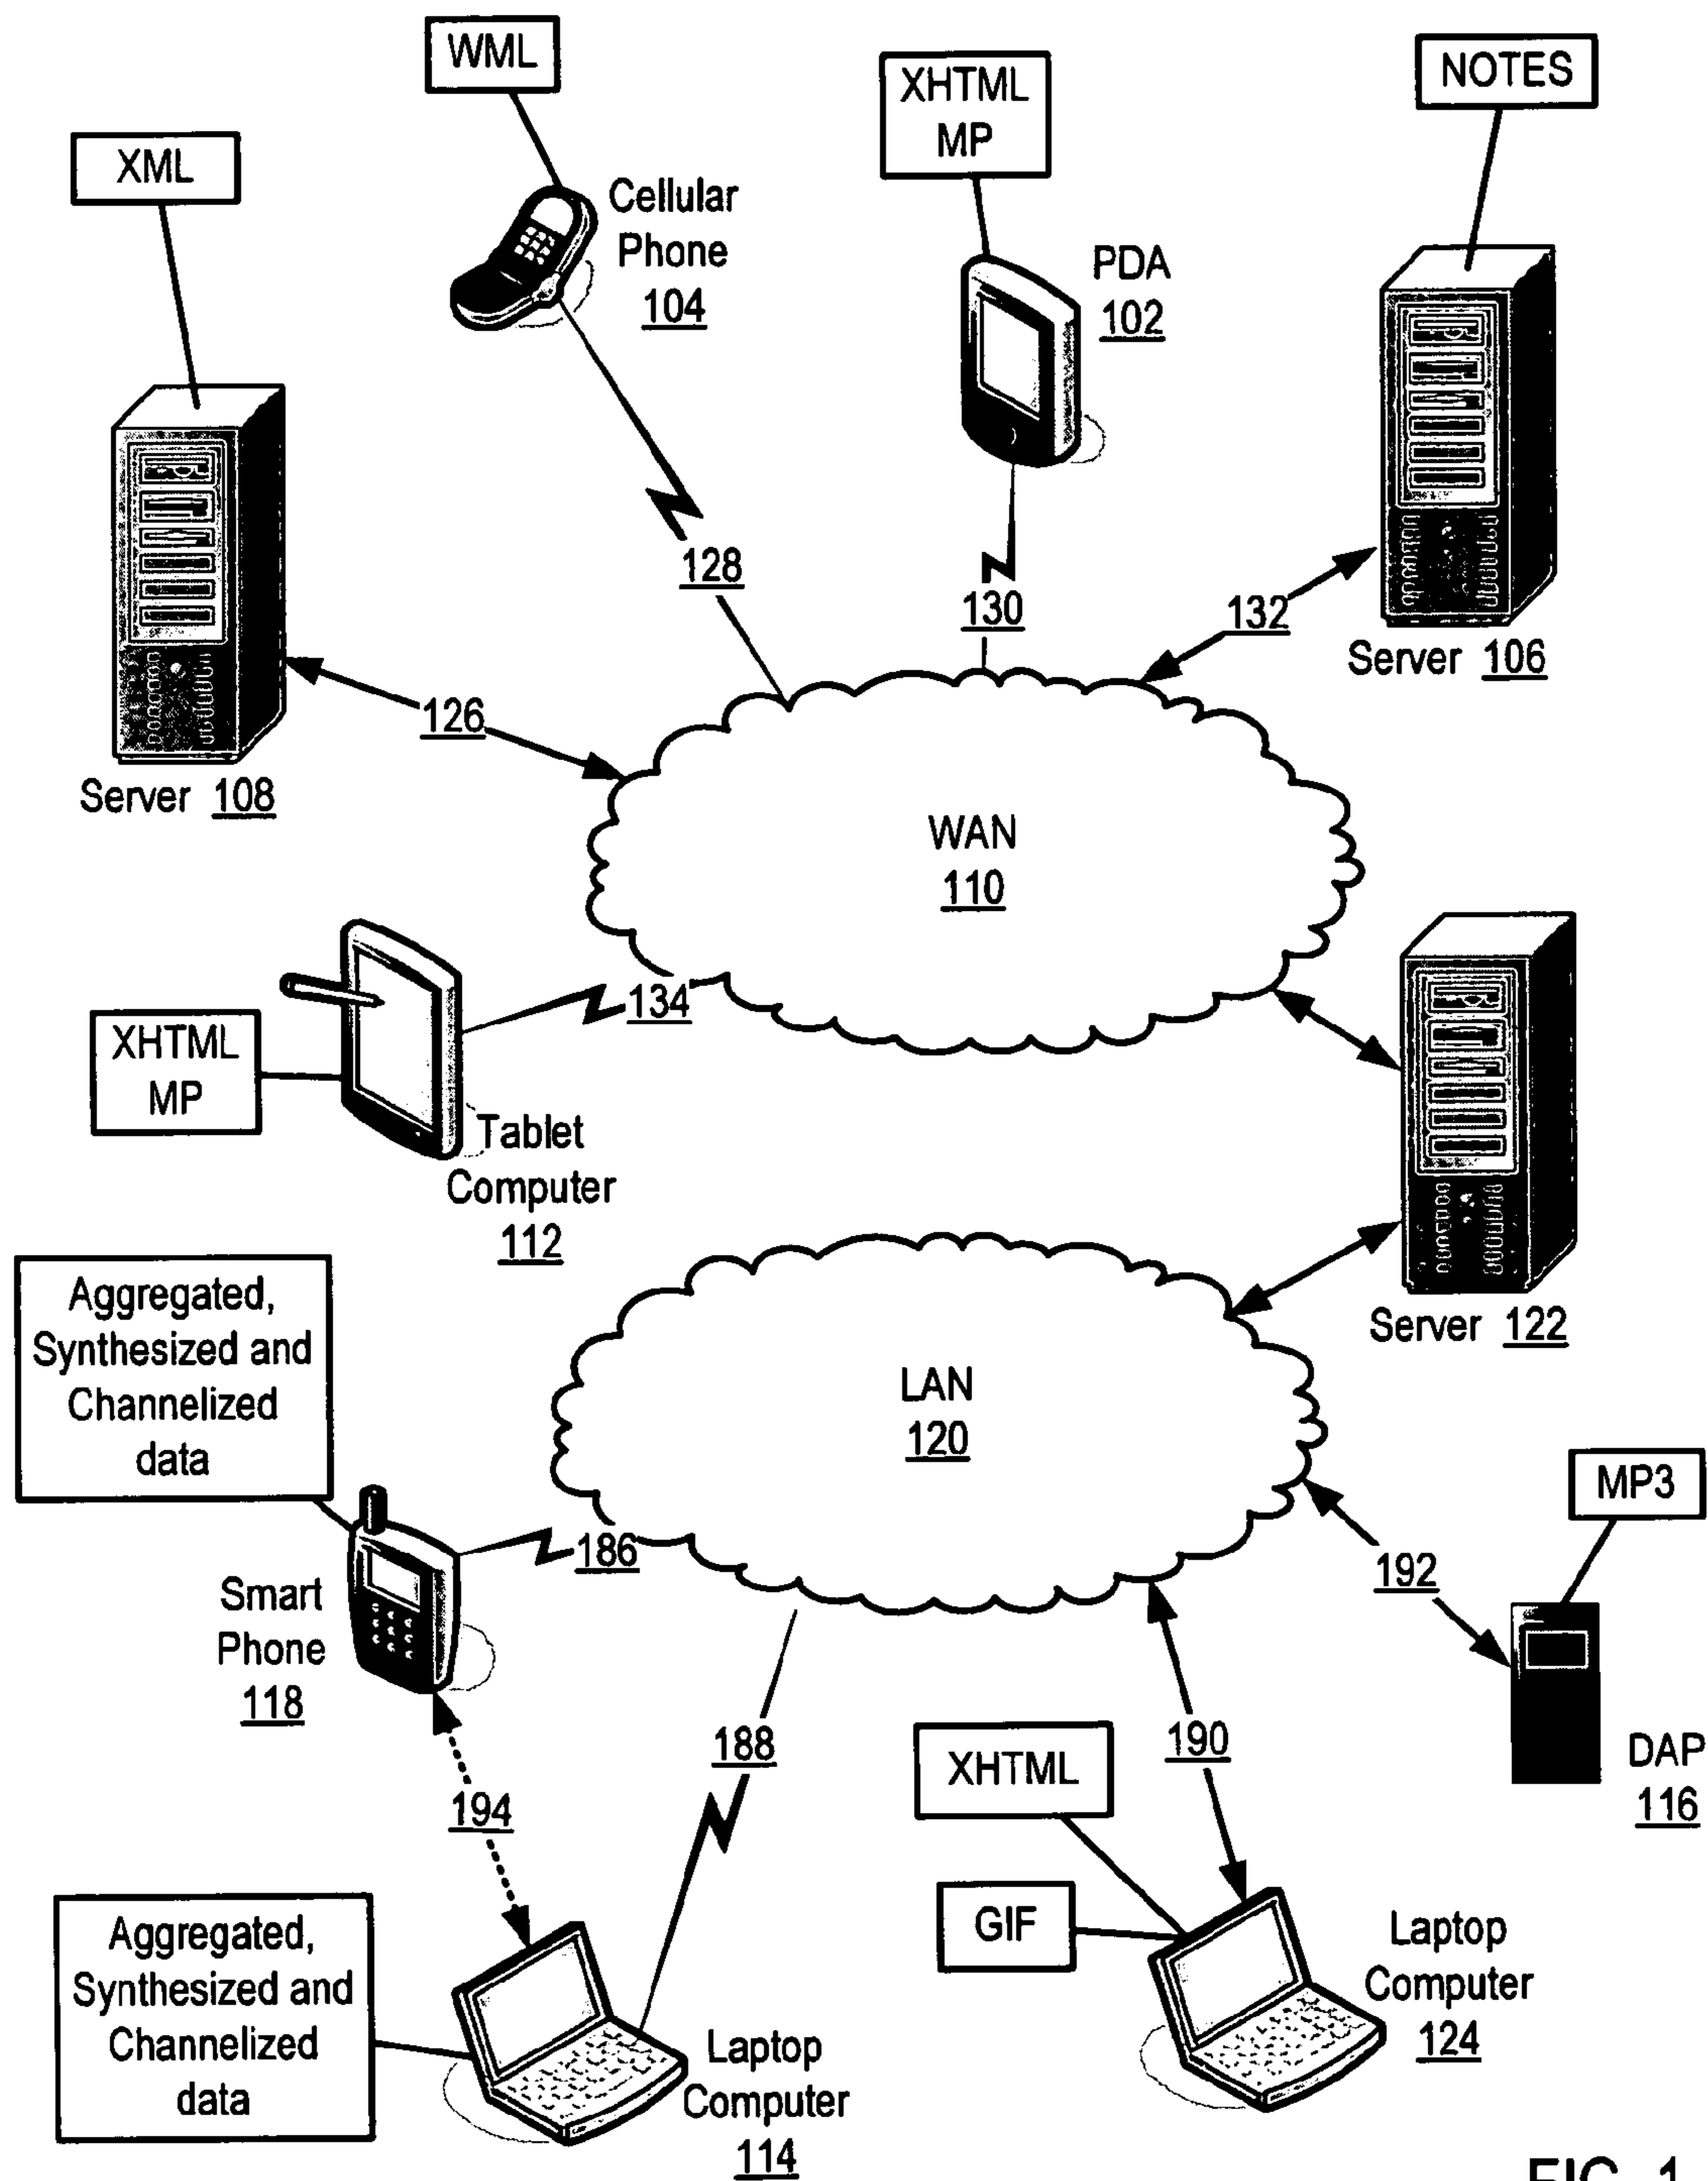 WML
XHTML
MP
NOTES
XML
Cellular
Phone
104
PDA
102
128
130
132
Server 106
126
Server 108
WAN
110
134
XHTML
MP
Tablet
Computer
112
Server 122
Aggregated,
Synthesized and
Channelized
data
LAN
120
MP3
186
192
Smart
Phone
118
188
190
XHTML
DAP
116
194
Aggregated,
Synthesized and
Channelized
data
GIF
Laptop
Computer
124
Laptop
Computer
114
FIG. 1